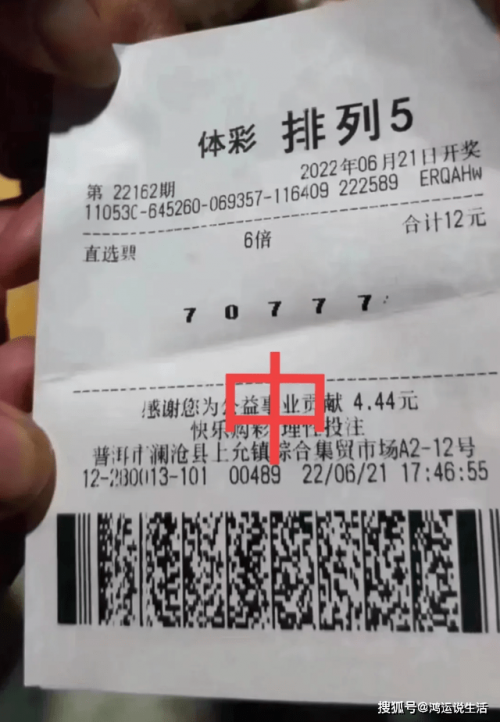 体彩 排列5
第 22162期
2022年06月21日开奖
11053C-645260-069357-116409 222589 ERQAHW
直选票
6倍
合计12元
7 0 7 7 7
中
感谢您为公益事业贡献 4.44元
快乐购彩 理性投注
普洱市澜沧县上允镇综合集贸市场A2-12号
12-280013-101 00489 22/06/21 17:46:55
搜狐号@鸿运说生活